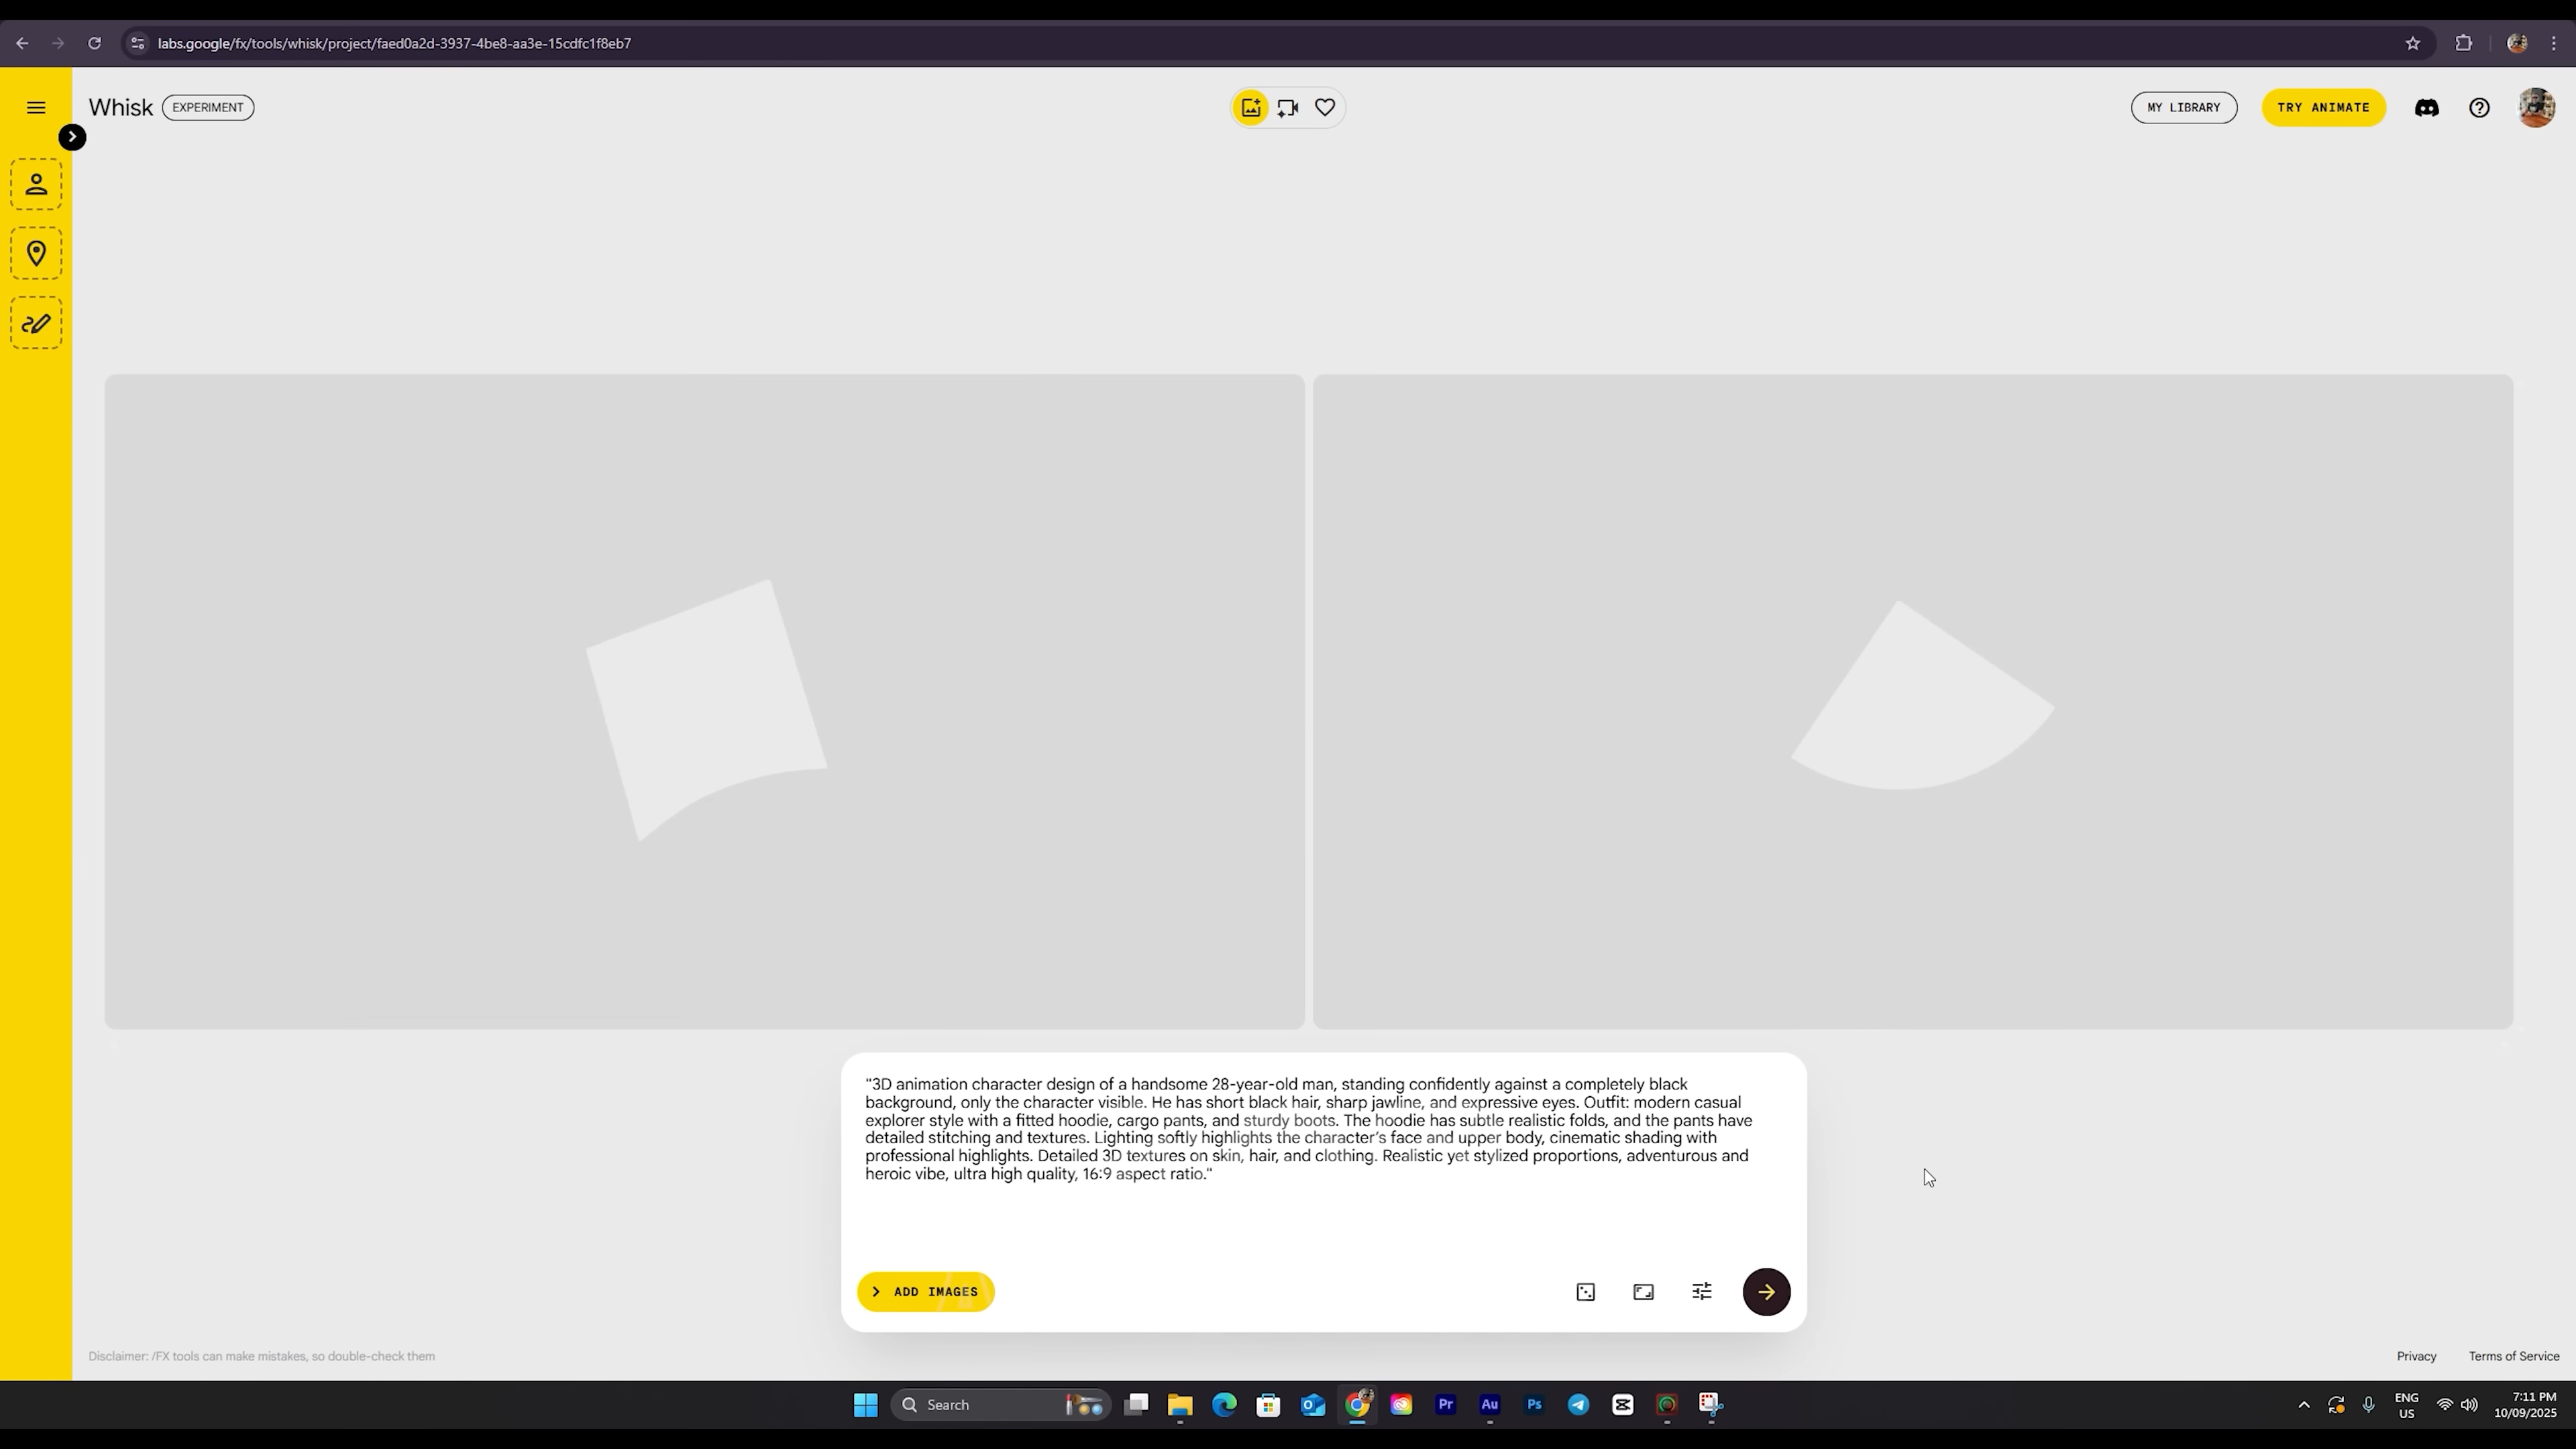 labs.google/fx/tools/whisk/project/faed0a2d-3937-4be8-aa3e-15cdfc1f8eb7
Whisk
EXPERIMENT
MY LIBRARY
TRY ANIMATE
"3D animation character design of a handsome 28-year-old man, standing confidently against a completely black
background, only the character visible. He has short black hair, sharp jawline, and expressive eyes. Outfit: modern casual
explorer style with a fitted hoodie, cargo pants, and sturdy boots. The hoodie has subtle realistic folds, and the pants have
detailed stitching and textures. Lighting softly highlights the character's face and upper body, cinematic shading with
professional highlights. Detailed 3D textures on skin, hair, and clothing. Realistic yet stylized proportions, adventurous and
heroic vibe, ultra high quality, 16:9 aspect ratio."
ADD IMAGES
Disclaimer: /FX tools can make mistakes, so double-check them
Privacy
Terms of Service
Search
Pr
Au
Ps
ENG
US
7:11 PM
10/09/2025